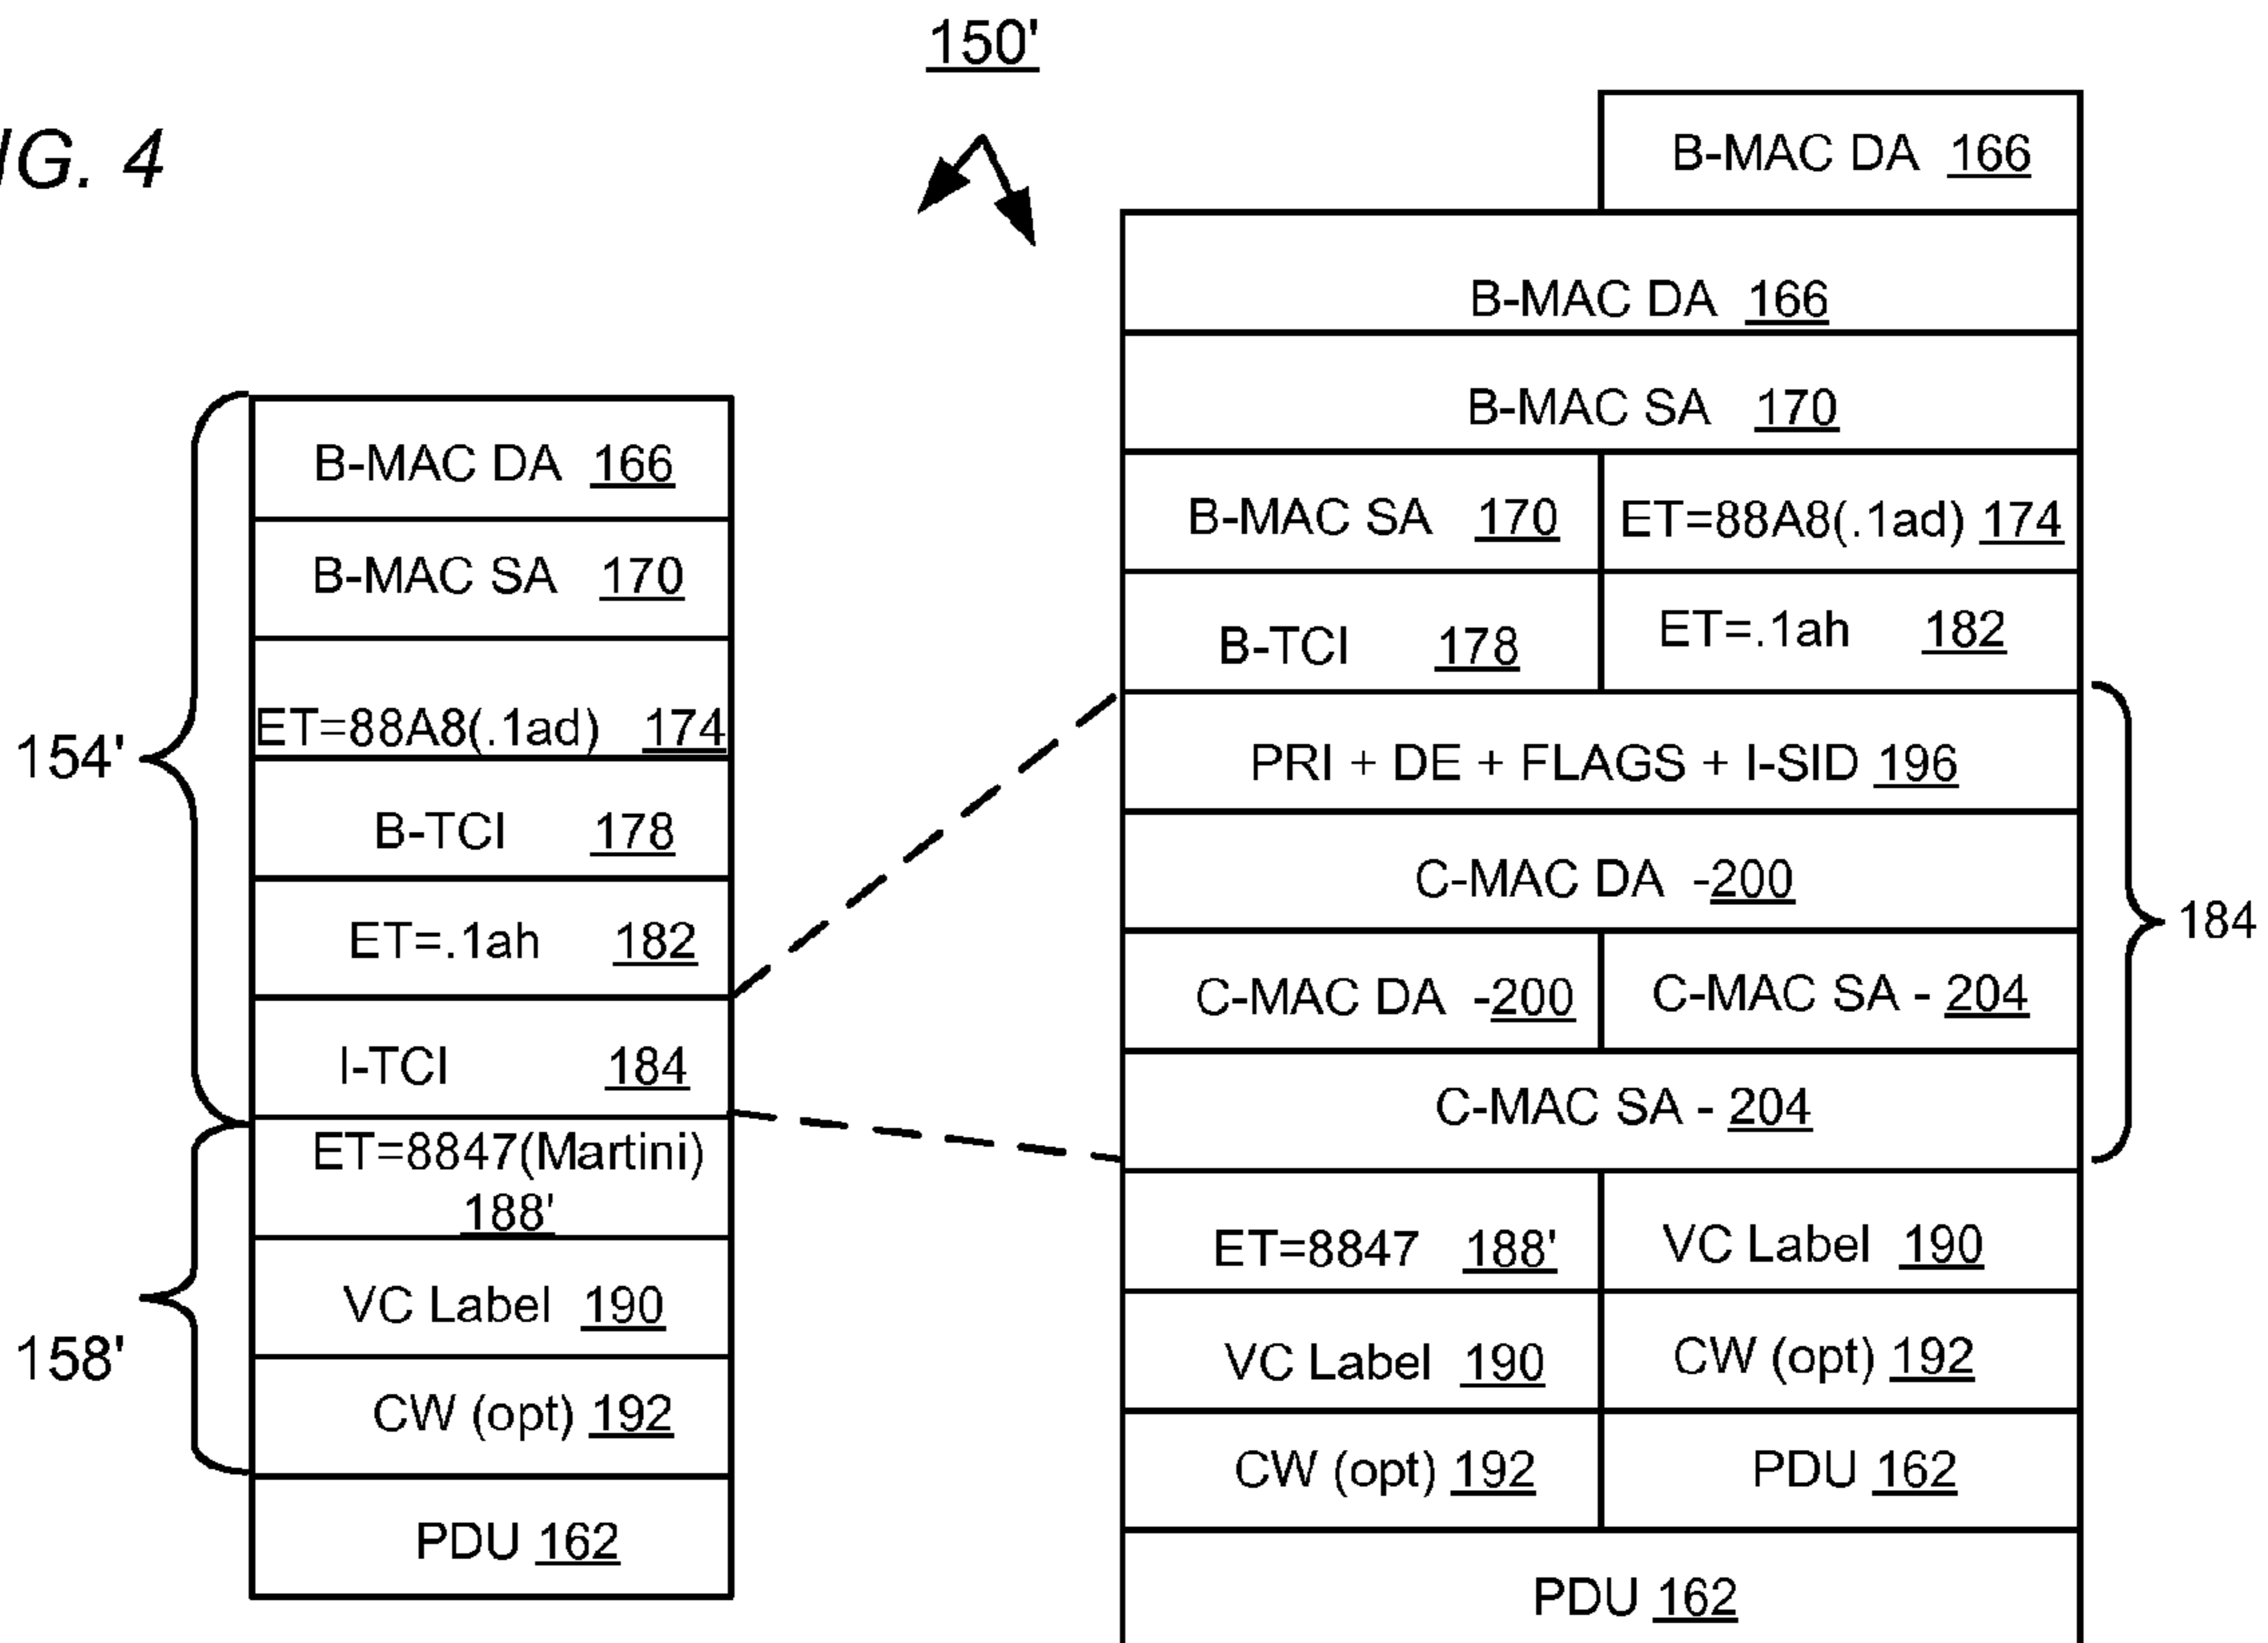 150'
IG. 4
B-MAC DA 166
B-MAC SA 170
ET=88A8(.1ad) 174
B-TCI 178
ET=.1ah 182
I-TCI 184
ET=8847(Martini)
188'
VC Label 190
CW (opt) 192
PDU 162
154'
158'
B-MAC DA 166
B-MAC DA 166
B-MAC SA 170
B-MAC SA 170 ET=88A8(.1ad) 174
B-TCI 178 ET=.1ah 182
PRI + DE + FLAGS + I-SID 196
C-MAC DA -200
C-MAC DA -200 C-MAC SA - 204
C-MAC SA - 204
ET=8847 188' VC Label 190
VC Label 190 CW (opt) 192
CW (opt) 192 PDU 162
PDU 162
184